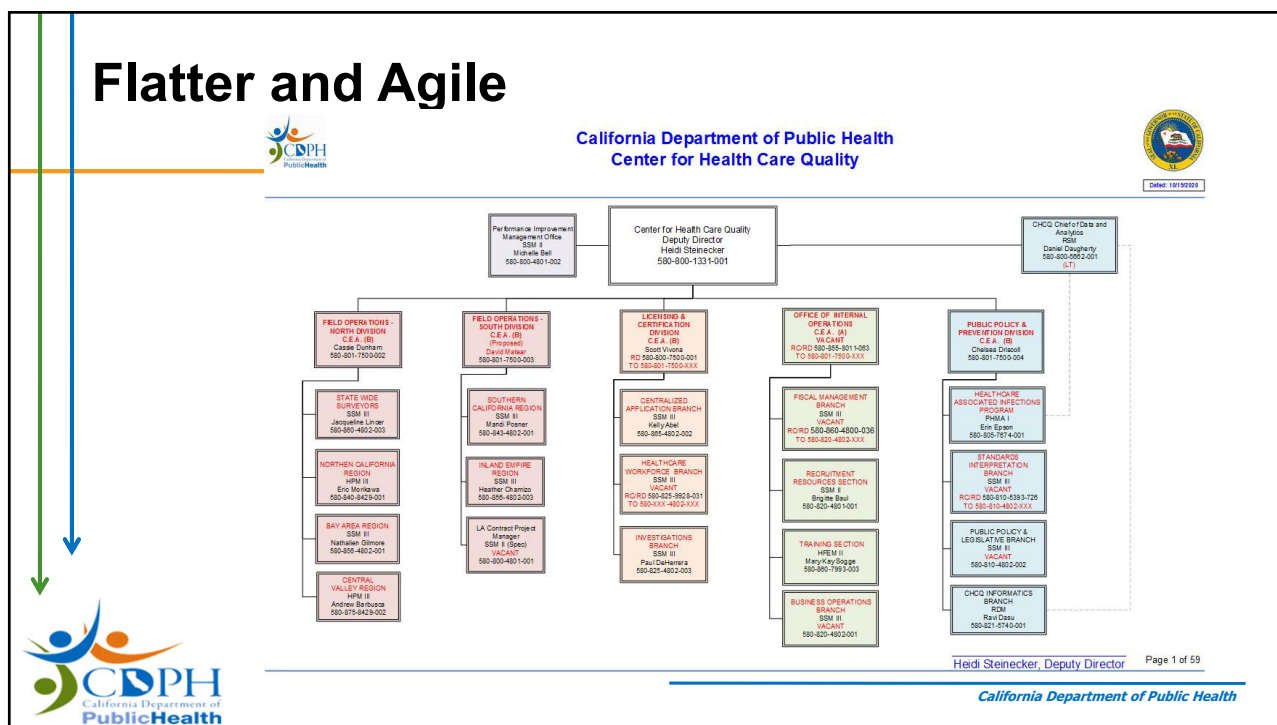 Flatter and Agile
CDPH
California Department of
PublicHealth
California Department of Public Health
Center for Health Care Quality
Dated: 10/15/2020
Performance Improvement
Management Office
SSM II
Michelle Bell
580-800-4801-002
Center for Health Care Quality
Deputy Director
Heidi Steinecker
580-800-1331-001
CHCQ Chief of Data and
Analytics
RSM
Daniel Daugherty
580-800-5662-001
(LT)
FIELD OPERATIONS -
NORTH DIVISION
C.E.A. (B)
Cassie Dunham
580-801-7500-002
STATE WIDE
SURVEYORS
SSM III
Jacqueline Lincer
580-860-4802-003
NORTHEN CALIFORNIA
REGION
HPM III
Eric Morikawa
580-840-8429-001
BAY AREA REGION
SSM III
Nathalien Gilmore
580-856-4802-001
CENTRAL
VALLEY REGION
HPM III
Andrew Barbusca
580-875-8429-002
FIELD OPERATIONS -
SOUTH DIVISION
C.E.A. (B)
(Proposed)
David Matear
580-801-7500-003
SOUTHERN
CALIFORNIA REGION
SSM III
Mandi Posner
580-843-4802-001
INLAND EMPIRE
REGION
SSM III
Heather Chamizo
580-856-4802-003
LA Contract Project
Manager
SSM II (Spec)
VACANT
580-800-4801-001
LICENSING &
CERTIFICATION
DIVISION
C.E.A. (B)
Scott Vivona
RD 580-800-7500-001
TO 580-801-7500-XXX
CENTRALIZED
APPLICATION BRANCH
SSM III
Kelly Abel
580-865-4802-002
HEALTHCARE
WORKFORCE BRANCH
SSM III
VACANT
RC/RD 580-825-9928-031
TO 580-XXX-4802-XXX
INVESTIGATIONS
BRANCH
SSM III
Paul DeHerrera
580-825-4802-003
OFFICE OF INTERNAL
OPERATIONS
C.E.A. (A)
VACANT
RC/RD 580-855-8011-063
TO 580-801-7500-XXX
FISCAL MANAGEMENT
BRANCH
SSM III
VACANT
RC/RD 580-860-4800-036
TO 580-820-4802-XXX
RECRUITMENT
RESOURCES SECTION
SSM II
Brigitte Baul
580-820-4801-001
TRAINING SECTION
HFEM II
Mary Kay Sogge
580-860-7993-003
BUSINESS OPERATIONS
BRANCH
SSM III
VACANT
580-820-4802-001
PUBLIC POLICY &
PREVENTION DIVISION
C.E.A. (B)
Chelsea Driscoll
580-801-7500-004
HEALTHCARE
ASSOCIATED INFECTIONS
PROGRAM
PHMA I
Erin Epson
580-805-7674-001
STANDARDS
INTERPRETATION
BRANCH
SSM III
VACANT
RC/RD 580-810-5393-726
TO 580-810-4802-XXX
PUBLIC POLICY &
LEGISLATIVE BRANCH
SSM III
VACANT
580-810-4802-002
CHCQ INFORMATICS
BRANCH
RDM
Ravi Dasu
580-821-5740-001
Heidi Steinecker, Deputy Director
Page 1 of 59
CDPH
California Department of
PublicHealth
California Department of Public Health